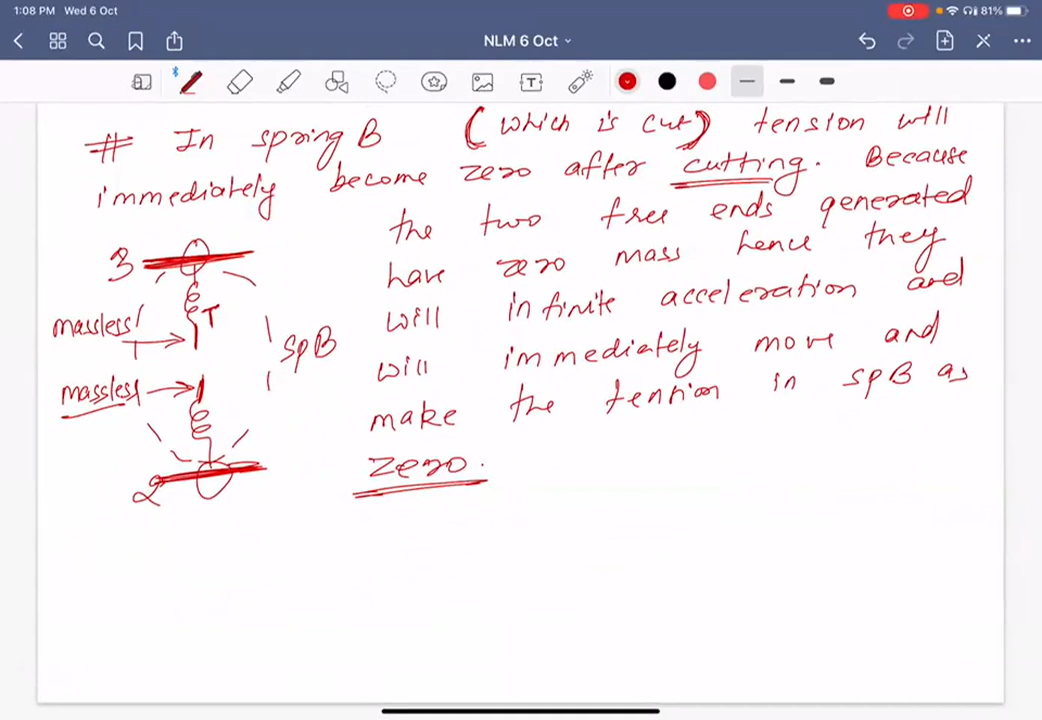 1:08 PM Wed 6 Oct
81%
NLM 6 Oct
# In spring B (which is cut) tension will
immediately become zero after cutting. Because
the two free ends generated
have zero mass hence they
will infinite acceleration and
will immediately move and
make the tension in spB as
zero.
3
massless
T
spB
massless
2